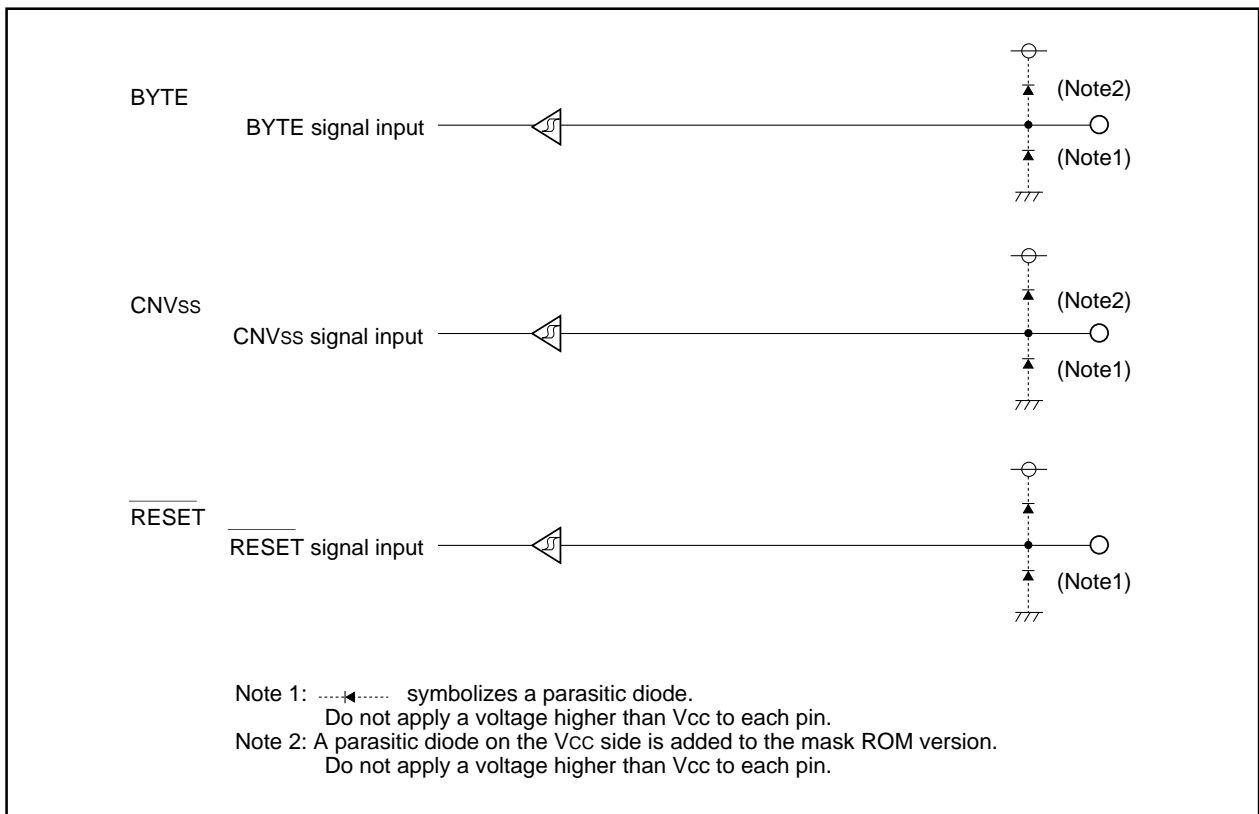 (Note2)
BYTE
BYTE signal input
(Note1)
(Note2)
CNVss
CNVss signal input
(Note1)
RESET
RESET signal input
(Note1)
Note 1: symbolizes a parasitic diode.
Do not apply a voltage higher than Vcc to each pin.
Note 2: A parasitic diode on the VCC side is added to the mask ROM version.
Do not apply a voltage higher than Vcc to each pin.